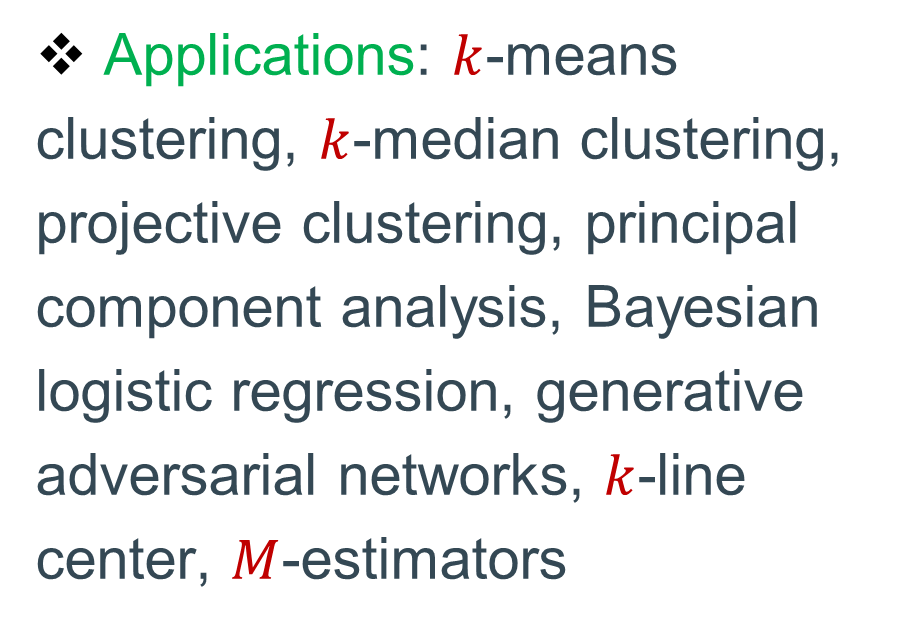 ❖ Applications: k-means
clustering, k-median clustering,
projective clustering, principal
component analysis, Bayesian
logistic regression, generative
adversarial networks, k-line
center, M-estimators